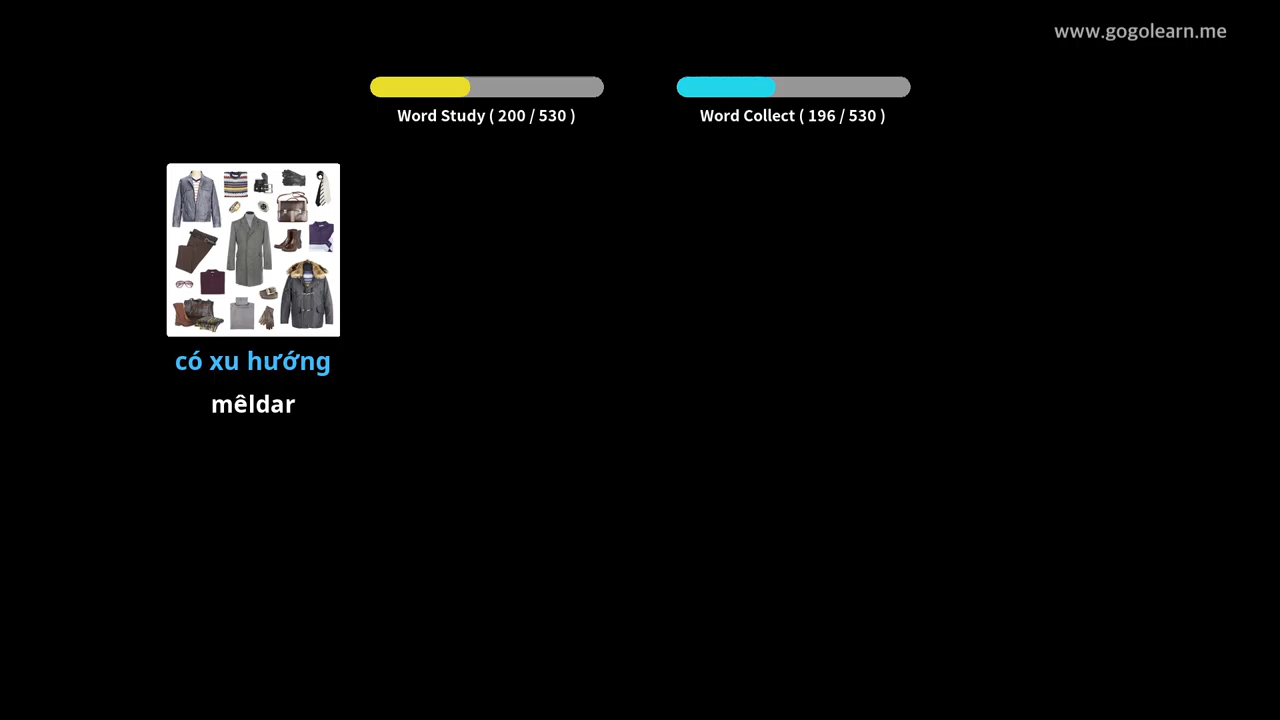 www.gogolearn.me
Word Study ( 200 / 530 )
Word Collect ( 196 / 530 )
có xu hướng
mêldar